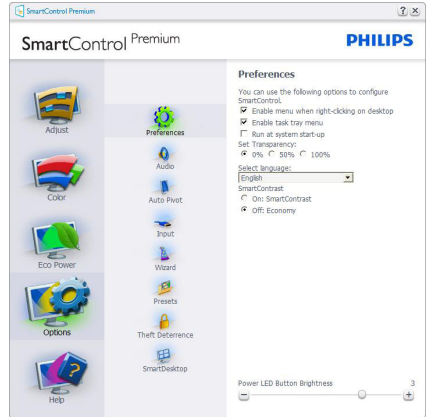 SmartControl Premium
SmartControl Premium
PHILIPS
Adjust
Color
Eco Power
Options
Help
Preferences
Audio
Auto Pivot
Input
Wizard
Presets
Theft Deterrence
SmartDesktop
Preferences
You can use the following options to configure
SmartControl.
Enable menu when right-clicking on desktop
Enable task tray menu
Run at system start-up
Set Transparency:
0% 50% 100%
Select language:
English
SmartContrast
On: SmartContrast
Off: Economy
Power LED Button Brightness 3